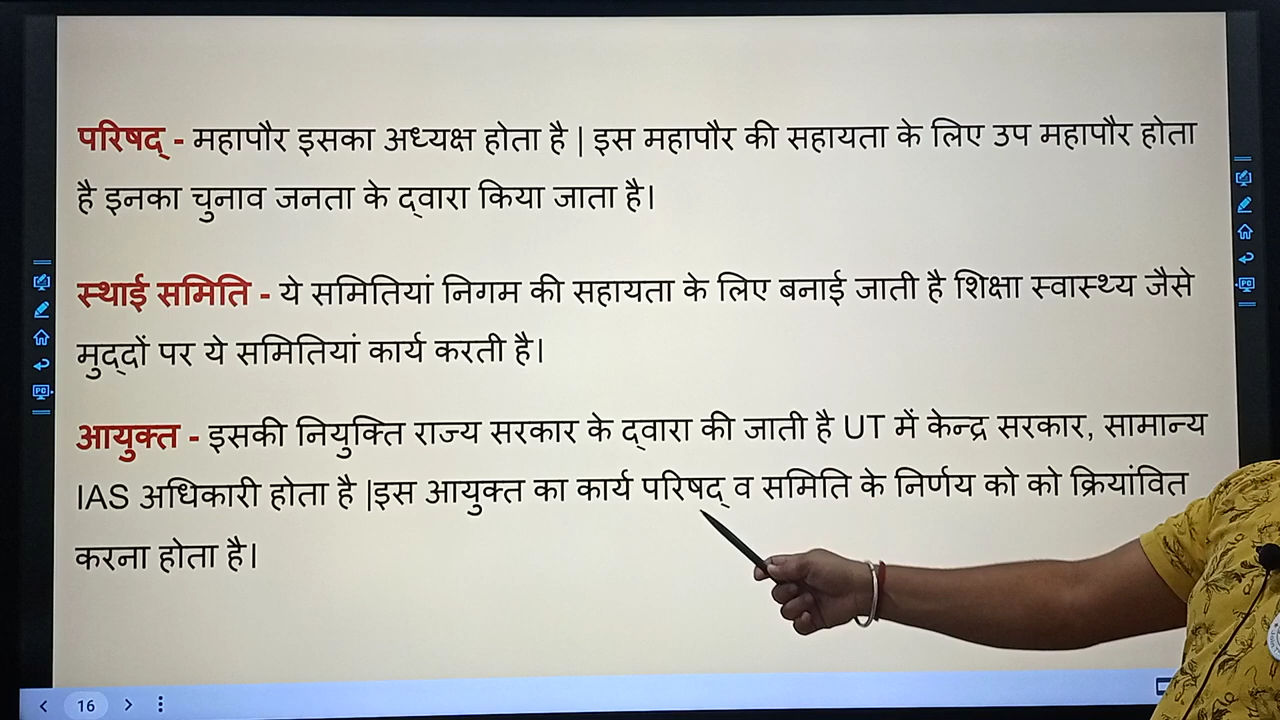 परिषद् - महापौर इसका अध्यक्ष होता है | इस महापौर की सहायता के लिए उप महापौर होता
है इनका चुनाव जनता के द्वारा किया जाता है।
स्थाई समिति - ये समितियां निगम की सहायता के लिए बनाई जाती है शिक्षा स्वास्थ्य जैसे
मुद्दों पर ये समितियां कार्य करती है।
आयुक्त - इसकी नियुक्ति राज्य सरकार के द्वारा की जाती है UT में केन्द्र सरकार, सामान्य
IAS अधिकारी होता है |इस आयुक्त का कार्य परिषद् व समिति के निर्णय को को क्रियांवित
करना होता है।
16